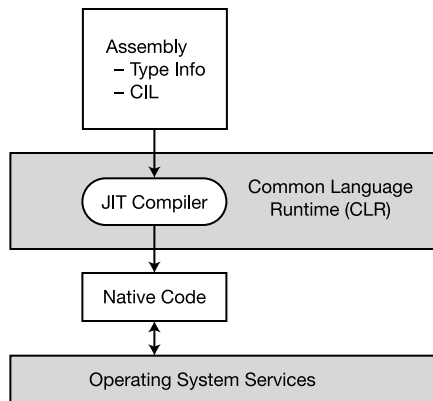 Assembly
– Type Info
– CIL
JIT Compiler
Common Language
Runtime (CLR)
Native Code
Operating System Services